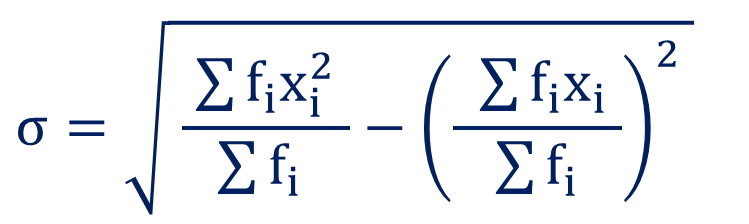 σ = √(∑ fᵢxᵢ² / ∑ fᵢ − (∑ fᵢxᵢ / ∑ fᵢ)²)